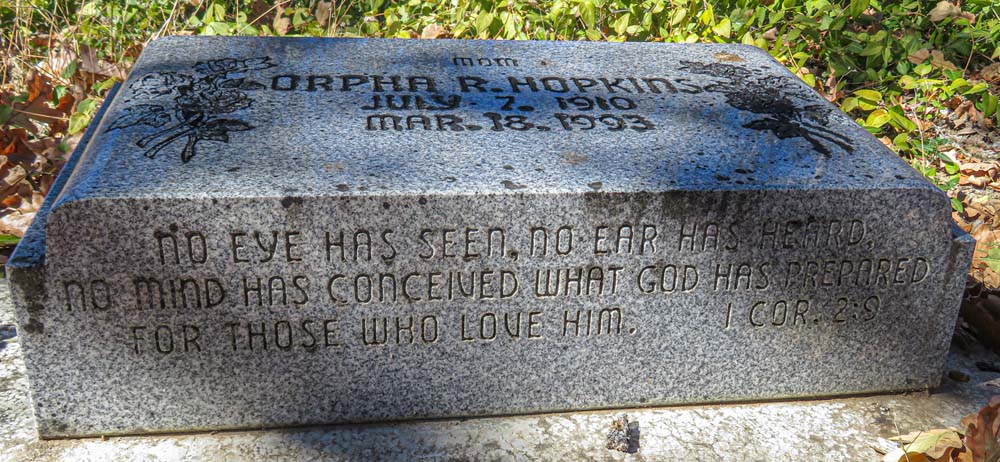 MOM
ORPHA R. HOPKINS
JULY 7, 1910
MAR. 18, 1993
NO EYE HAS SEEN, NO EAR HAS HEARD,
NO MIND HAS CONCEIVED WHAT GOD HAS PREPARED
FOR THOSE WHO LOVE HIM. I COR. 2:9